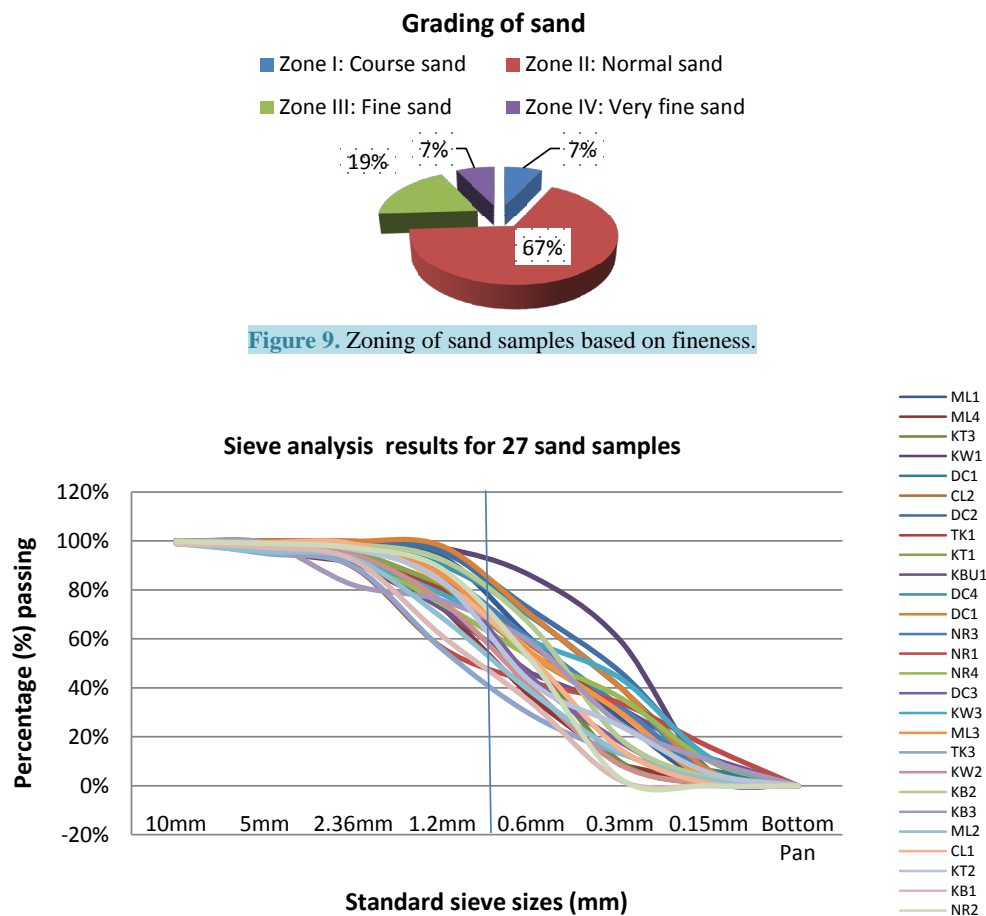 Grading of sand
Zone I: Course sand
Zone II: Normal sand
Zone III: Fine sand
Zone IV: Very fine sand
7%
7%
19%
67%
Figure 9. Zoning of sand samples based on fineness.
Sieve analysis results for 27 sand samples
Percentage (%) passing
120%
100%
80%
60%
40%
20%
0%
-20%
10mm
5mm
2.36mm
1.2mm
0.6mm
0.3mm
0.15mm
Bottom
Pan
Standard sieve sizes (mm)
ML1
ML4
KT3
KW1
DC1
CL2
DC2
TK1
KT1
KBU1
DC4
DC1
NR3
NR1
NR4
DC3
KW3
ML3
TK3
KW2
KB2
KB3
ML2
CL1
KT2
KB1
NR2